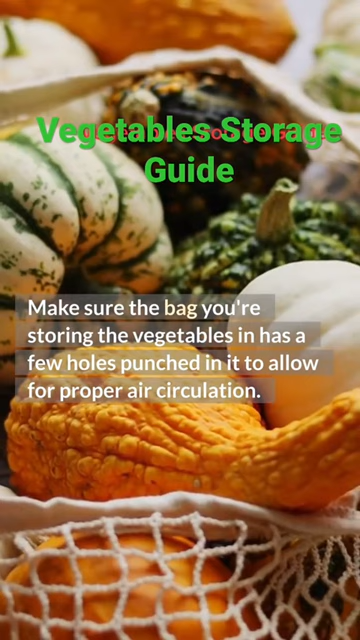 Vegetables Storage
Guide
Make sure the bag you're
storing the vegetables in has a
few holes punched in it to allow
for proper air circulation.